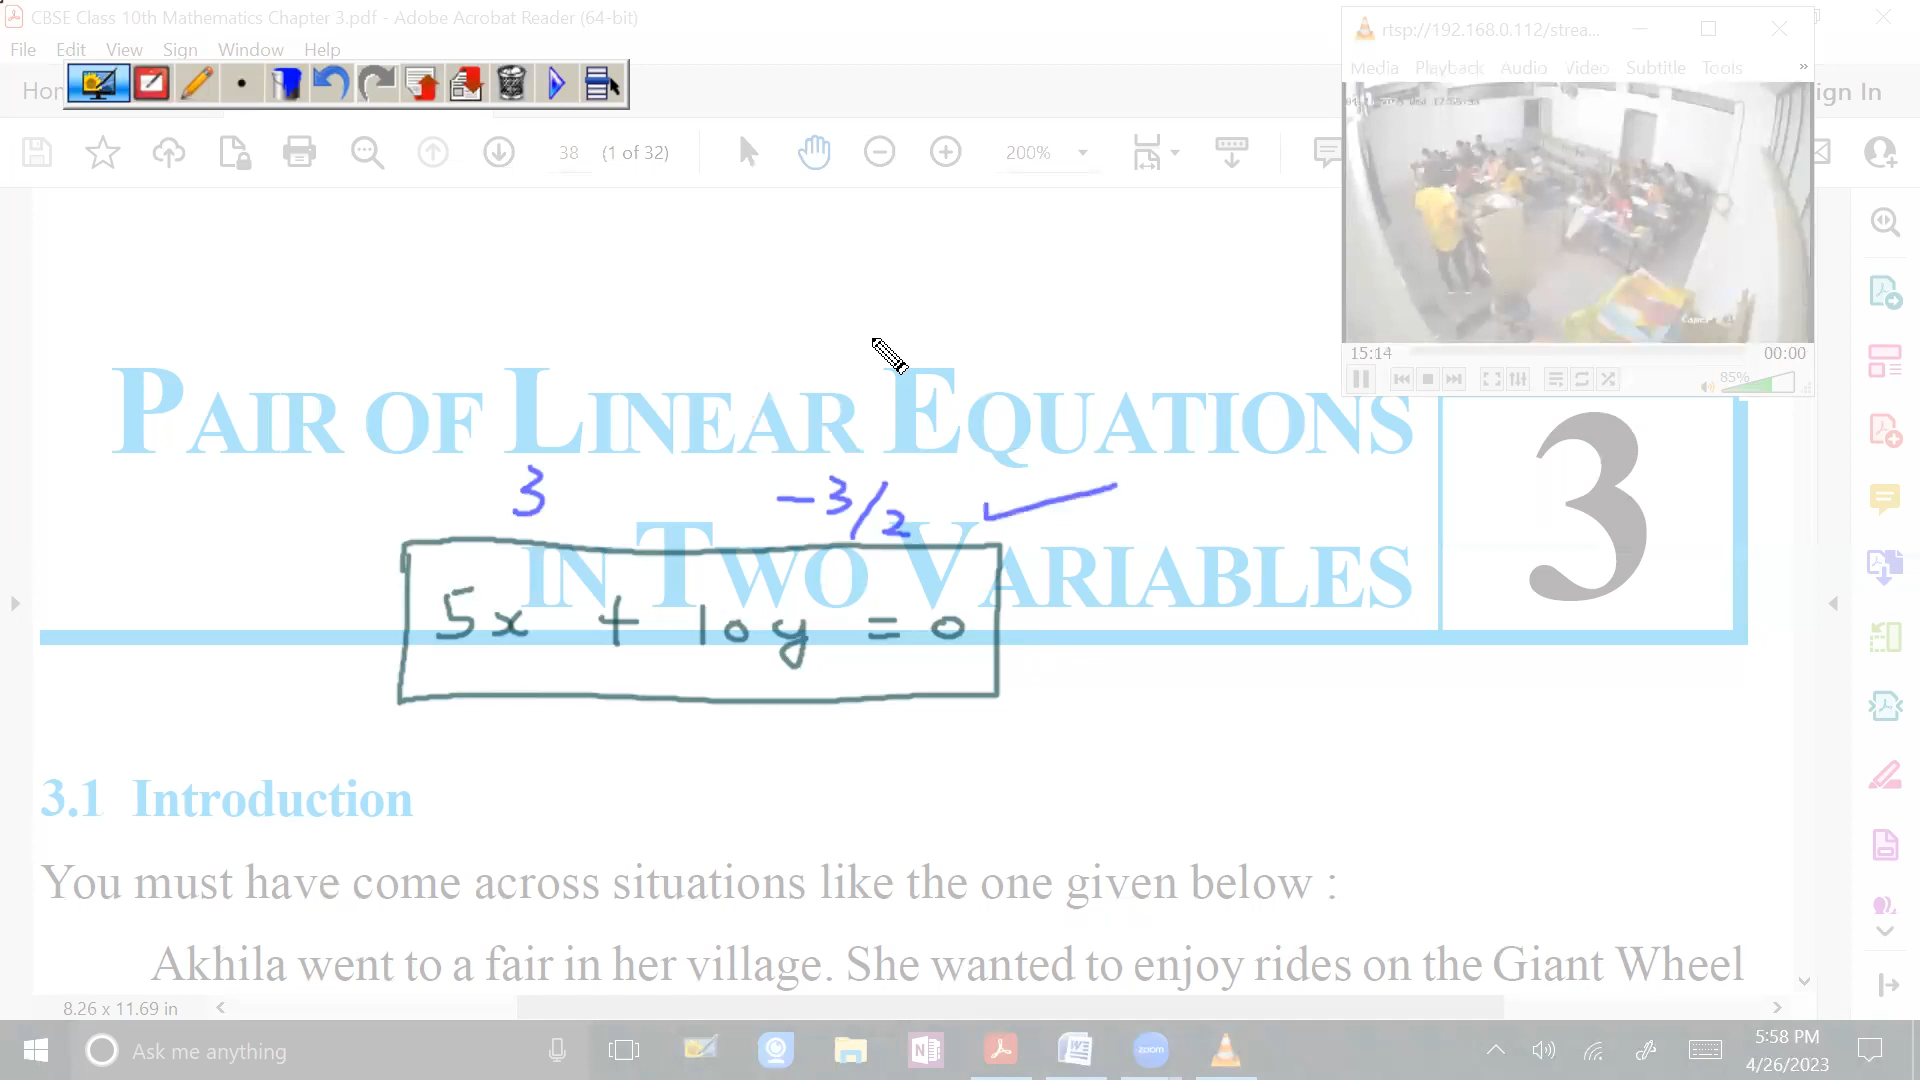 CBSE Class 10th Mathematics Chapter 3.pdf - Adobe Acrobat Reader (64-bit)
File Edit View Sign Window Help
rtsp://192.168.0.112/strea...
Media Playback Audio Video Subtitle Tools »
Hor
ign In
38 (1 of 32)
200%
15:14 00:00
85%
PAIR OF LINEAR EQUATIONS
IN TWO VARIABLES
3
3 -3/2 ✓
5x + 10y = 0
3.1 Introduction
You must have come across situations like the one given below :
Akhila went to a fair in her village. She wanted to enjoy rides on the Giant Wheel
8.26 x 11.69 in
Ask me anything
zoom
5:58 PM
4/26/2023